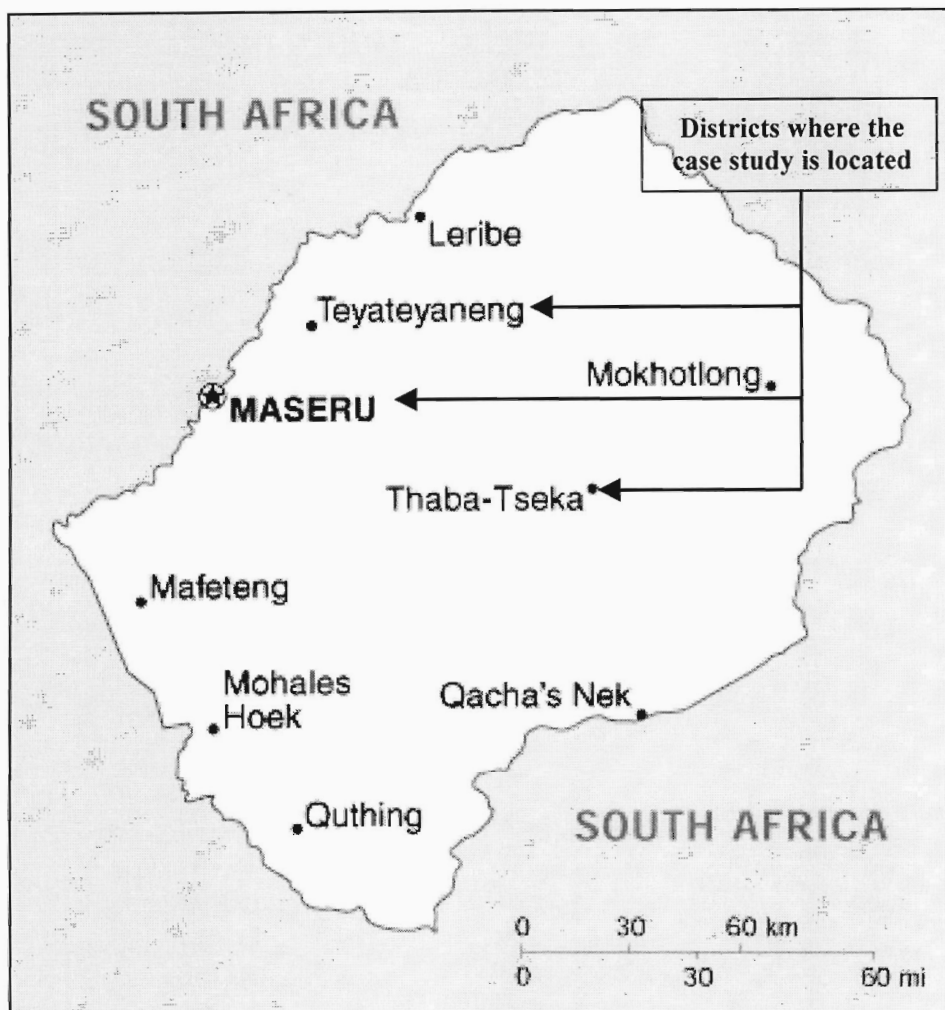 SOUTH AFRICA
Districts where the
case study is located
Leribe
Teyateyaneng
Mokhotlong
MASERU
Thaba-Tseka
Mafeteng
Mohales
Hoek
Qacha's Nek
Quthing
SOUTH AFRICA
0 30 60 km
0 30 60 mi